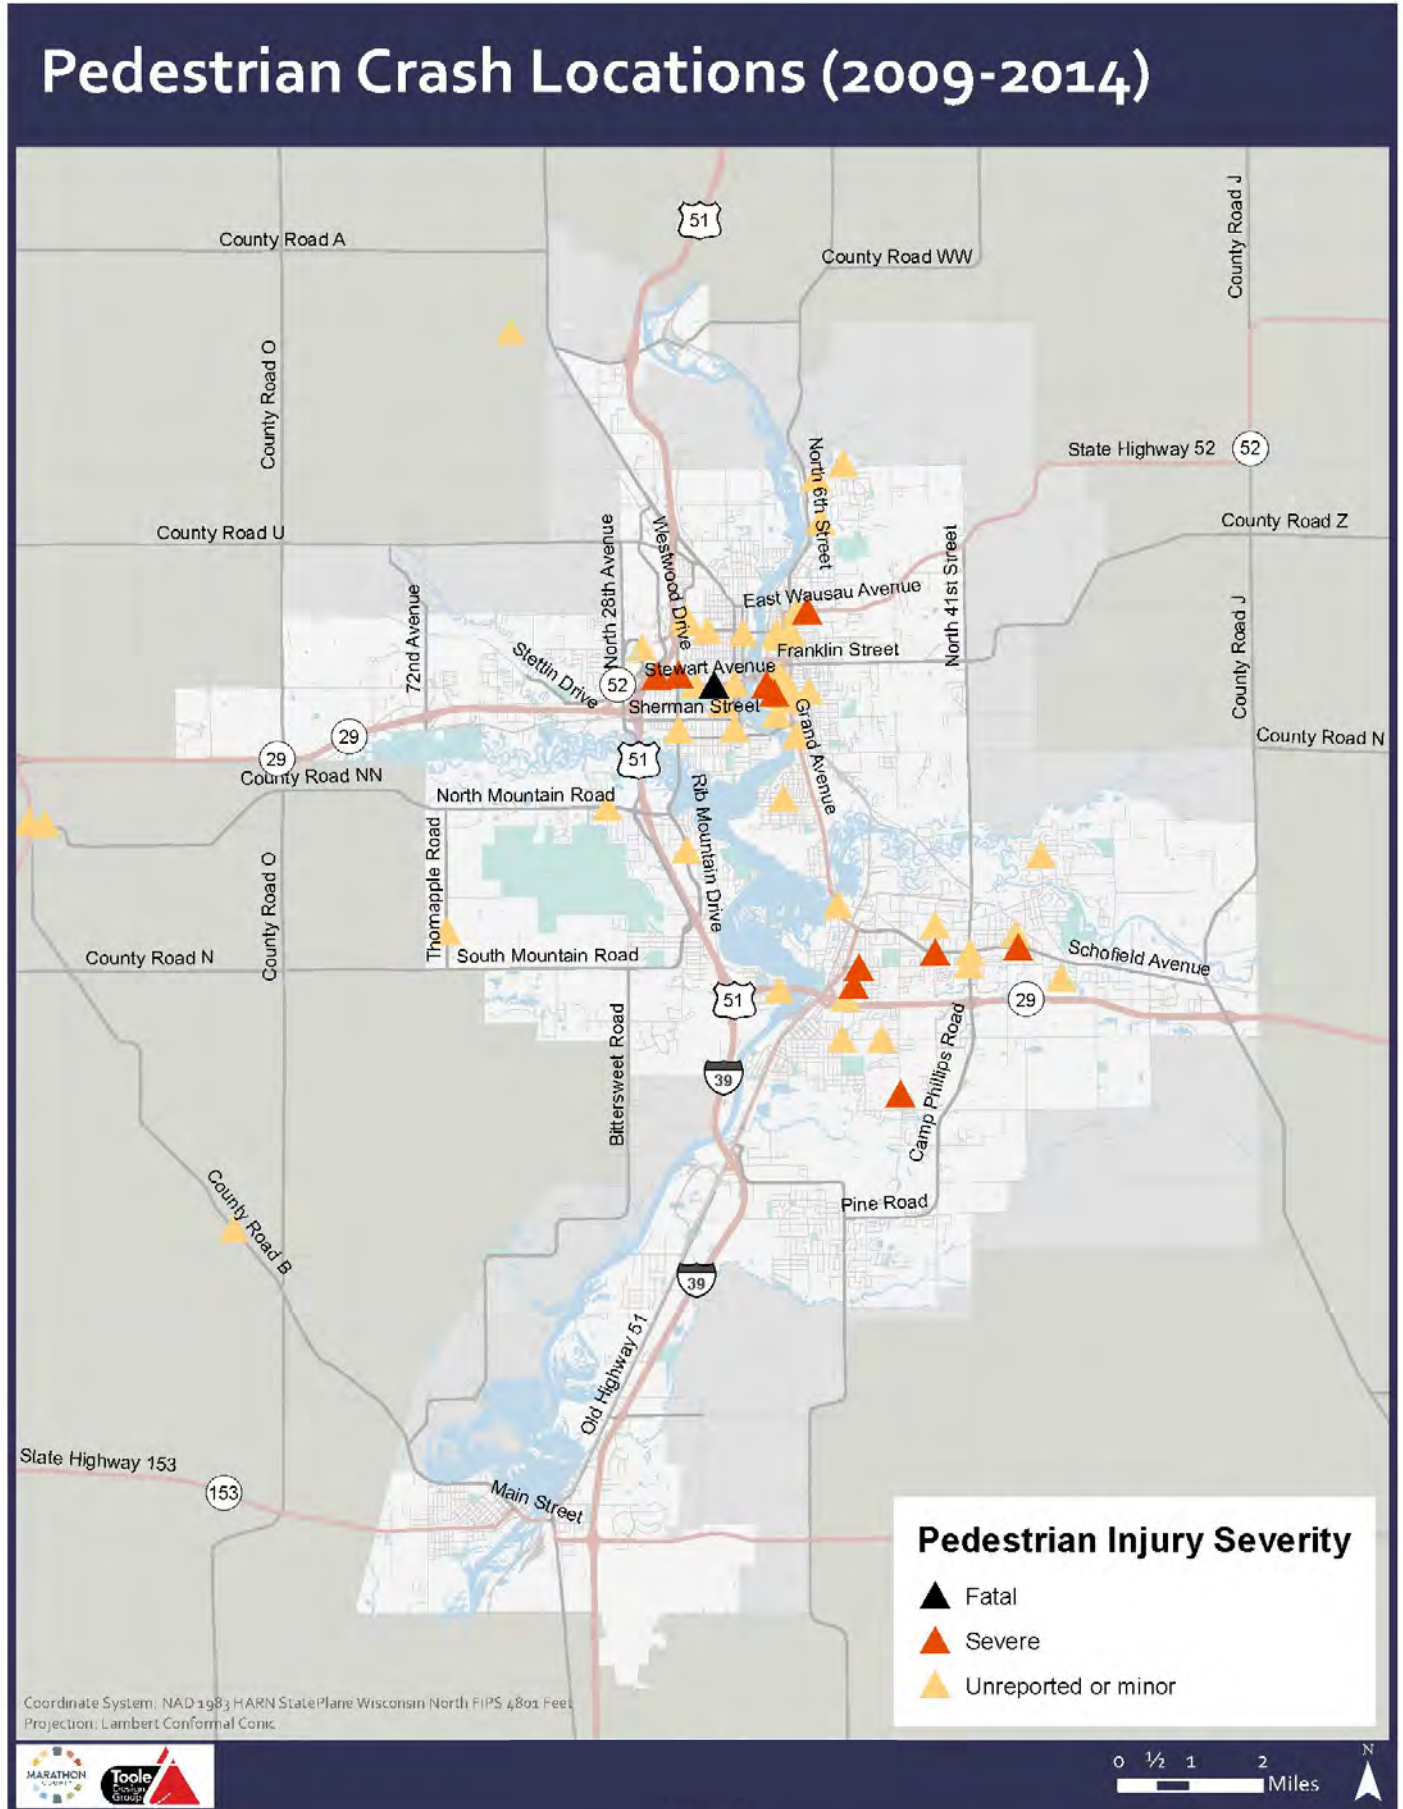 Pedestrian Crash Locations (2009-2014)
51
County Road J
County Road A
County Road WW
County Road O
North 6th Street
State Highway 52
52
County Road U
North 28th Avenue
Westwood Drive
County Road Z
North 41st Street
East Wausau Avenue
72nd Avenue
County Road J
Stettin Drive
Franklin Street
Stewart Avenue
52
Sherman Street
Grand Avenue
29
29
51
County Road N
County Road NN
North Mountain Road
Rib Mountain Drive
Thornapple Road
County Road O
County Road N
South Mountain Road
Schofield Avenue
51
29
Bittersweet Road
Camp Phillips Road
39
County Road B
Pine Road
39
Old Highway 51
State Highway 153
153
Main Street
Pedestrian Injury Severity
Fatal
Severe
Unreported or minor
Coordinate System: NAD 1983 HARN StatePlane Wisconsin North FIPS 4801 Feet
Projection: Lambert Conformal Conic
MARATHON
COUNTY
Toole
Design
Group
0 ½ 1 2
Miles
N